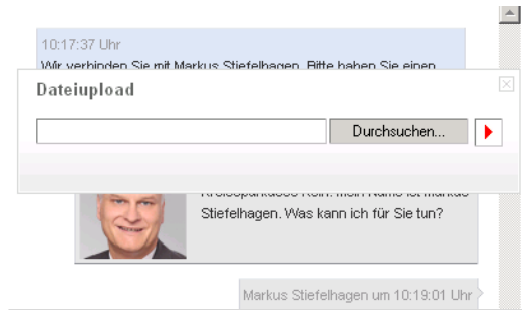 10:17:37 Uhr
Wir verbinden Sie mit Markus Stiefelhagen. Bitte haben Sie einen
Dateiupload
Durchsuchen...
Kreissparkasse Köln. mein Name ist Markus
Stiefelhagen. Was kann ich für Sie tun?
Markus Stiefelhagen um 10:19:01 Uhr